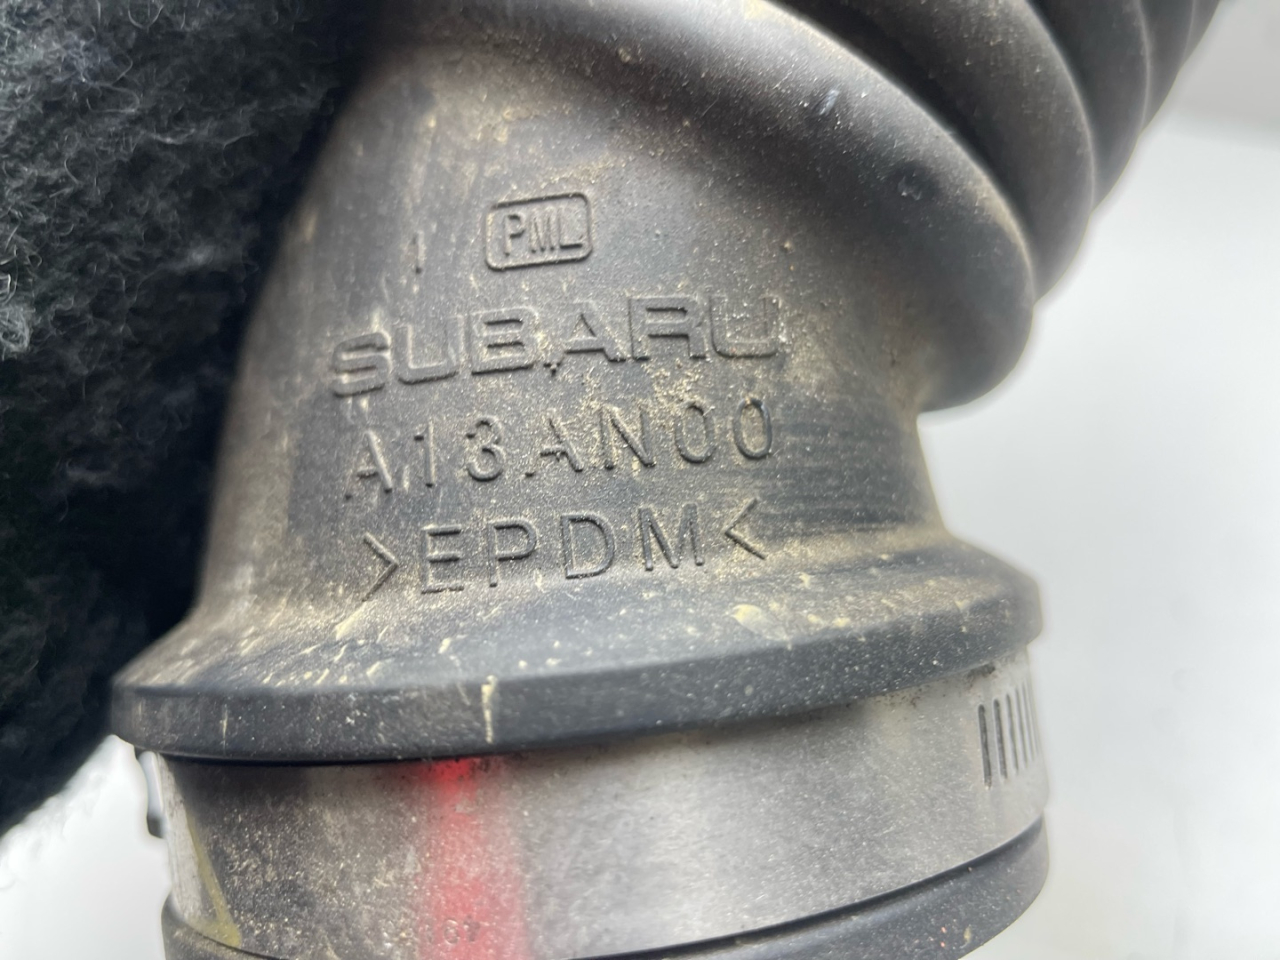 PML
SUBARU
A13AN00
>EPDM<